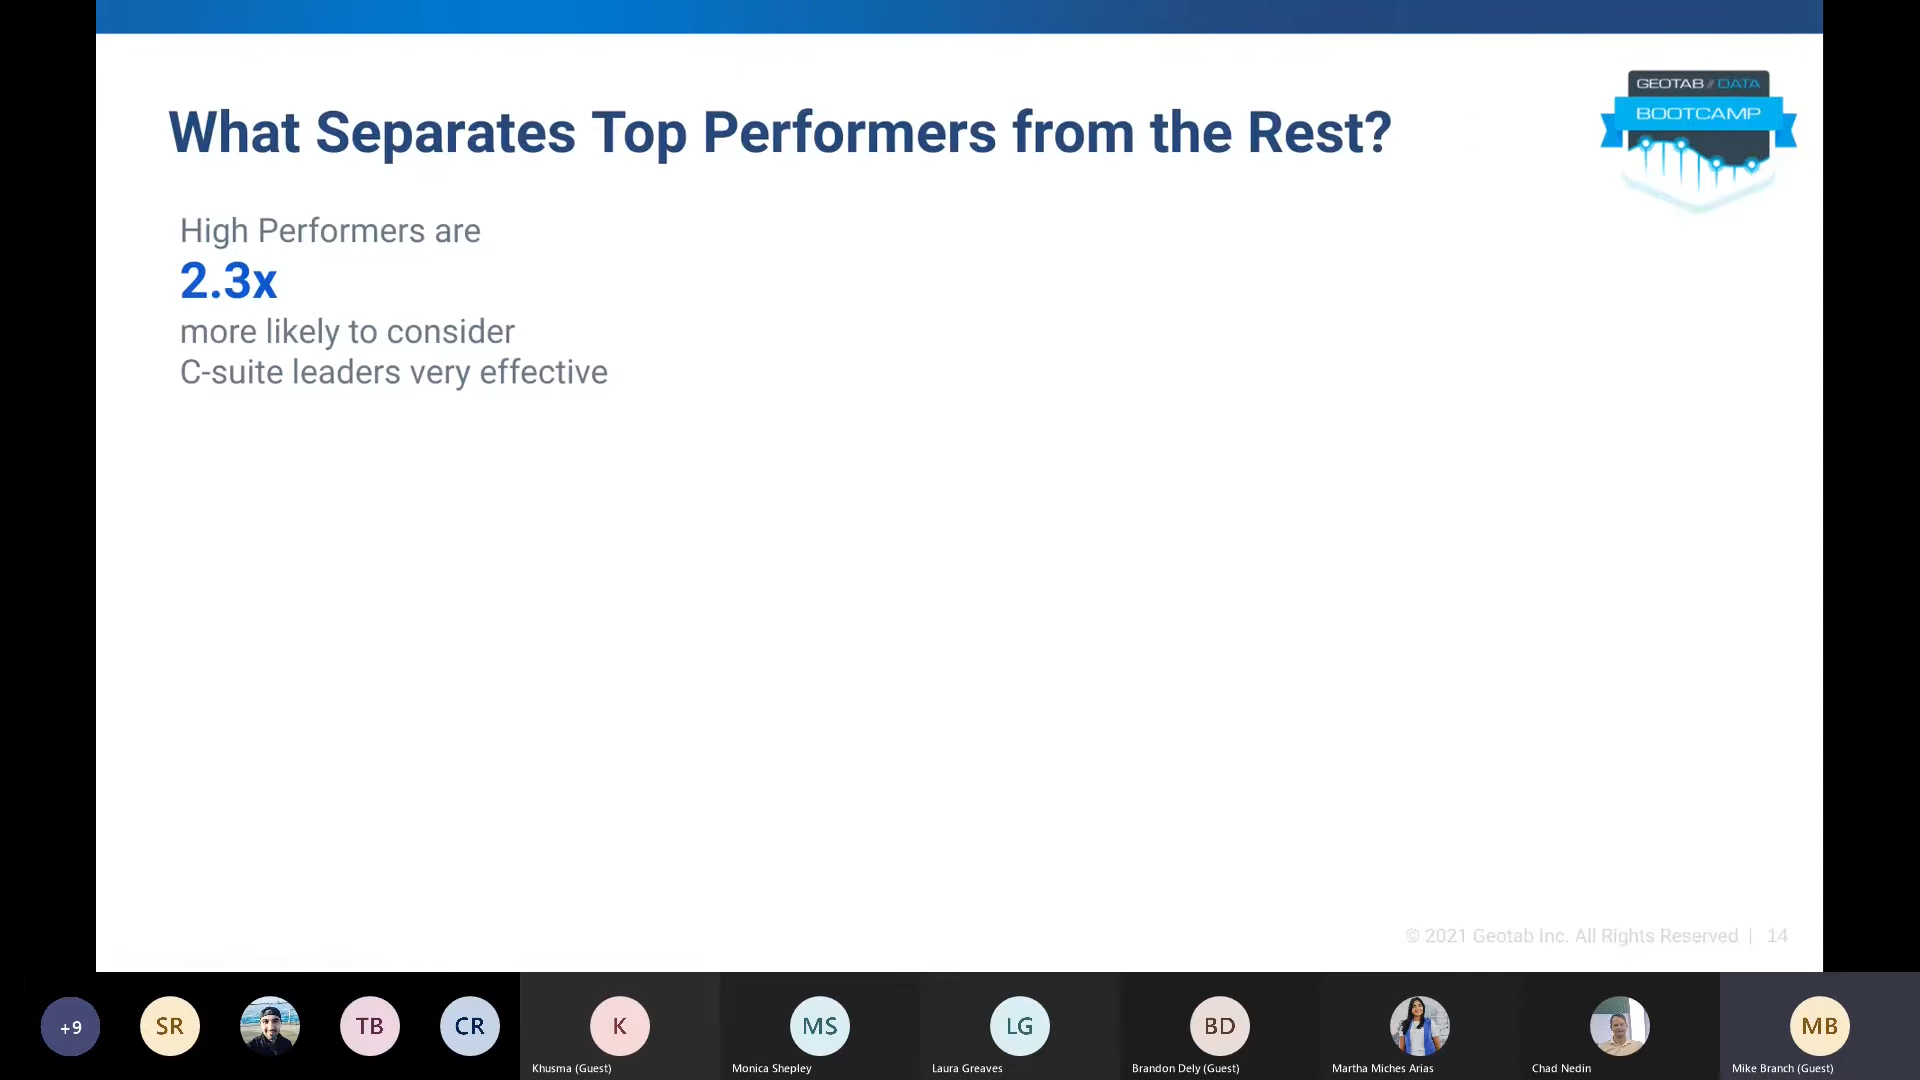 GEOTAB // DATA
BOOTCAMP
What Separates Top Performers from the Rest?
High Performers are
2.3x
more likely to consider
C-suite leaders very effective
© 2021 Geotab Inc. All Rights Reserved | 14
+9
SR
TB
CR
K
MS
LG
BD
MB
Khusma (Guest)
Monica Shepley
Laura Greaves
Brandon Dely (Guest)
Martha Miches Arias
Chad Nedin
Mike Branch (Guest)